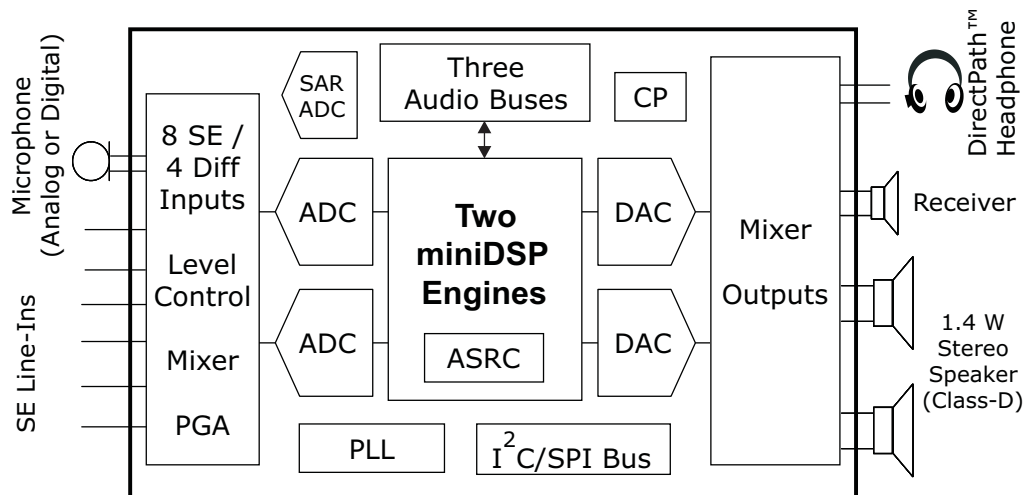 Microphone
(Analog or Digital)
SE Line-Ins
8 SE /
4 Diff
Inputs
Level
Control
Mixer
PGA
SAR
ADC
Three
Audio Buses
CP
ADC
ADC
Two
miniDSP
Engines
ASRC
DAC
DAC
PLL
I²C/SPI Bus
Mixer
Outputs
DirectPath™
Headphone
Receiver
1.4 W
Stereo
Speaker
(Class-D)